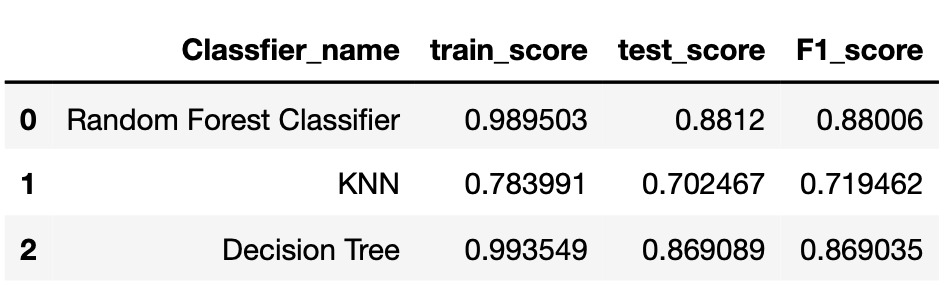 Classfier_name train_score test_score F1_score
0 Random Forest Classifier 0.989503 0.8812 0.88006
1 KNN 0.783991 0.702467 0.719462
2 Decision Tree 0.993549 0.869089 0.869035